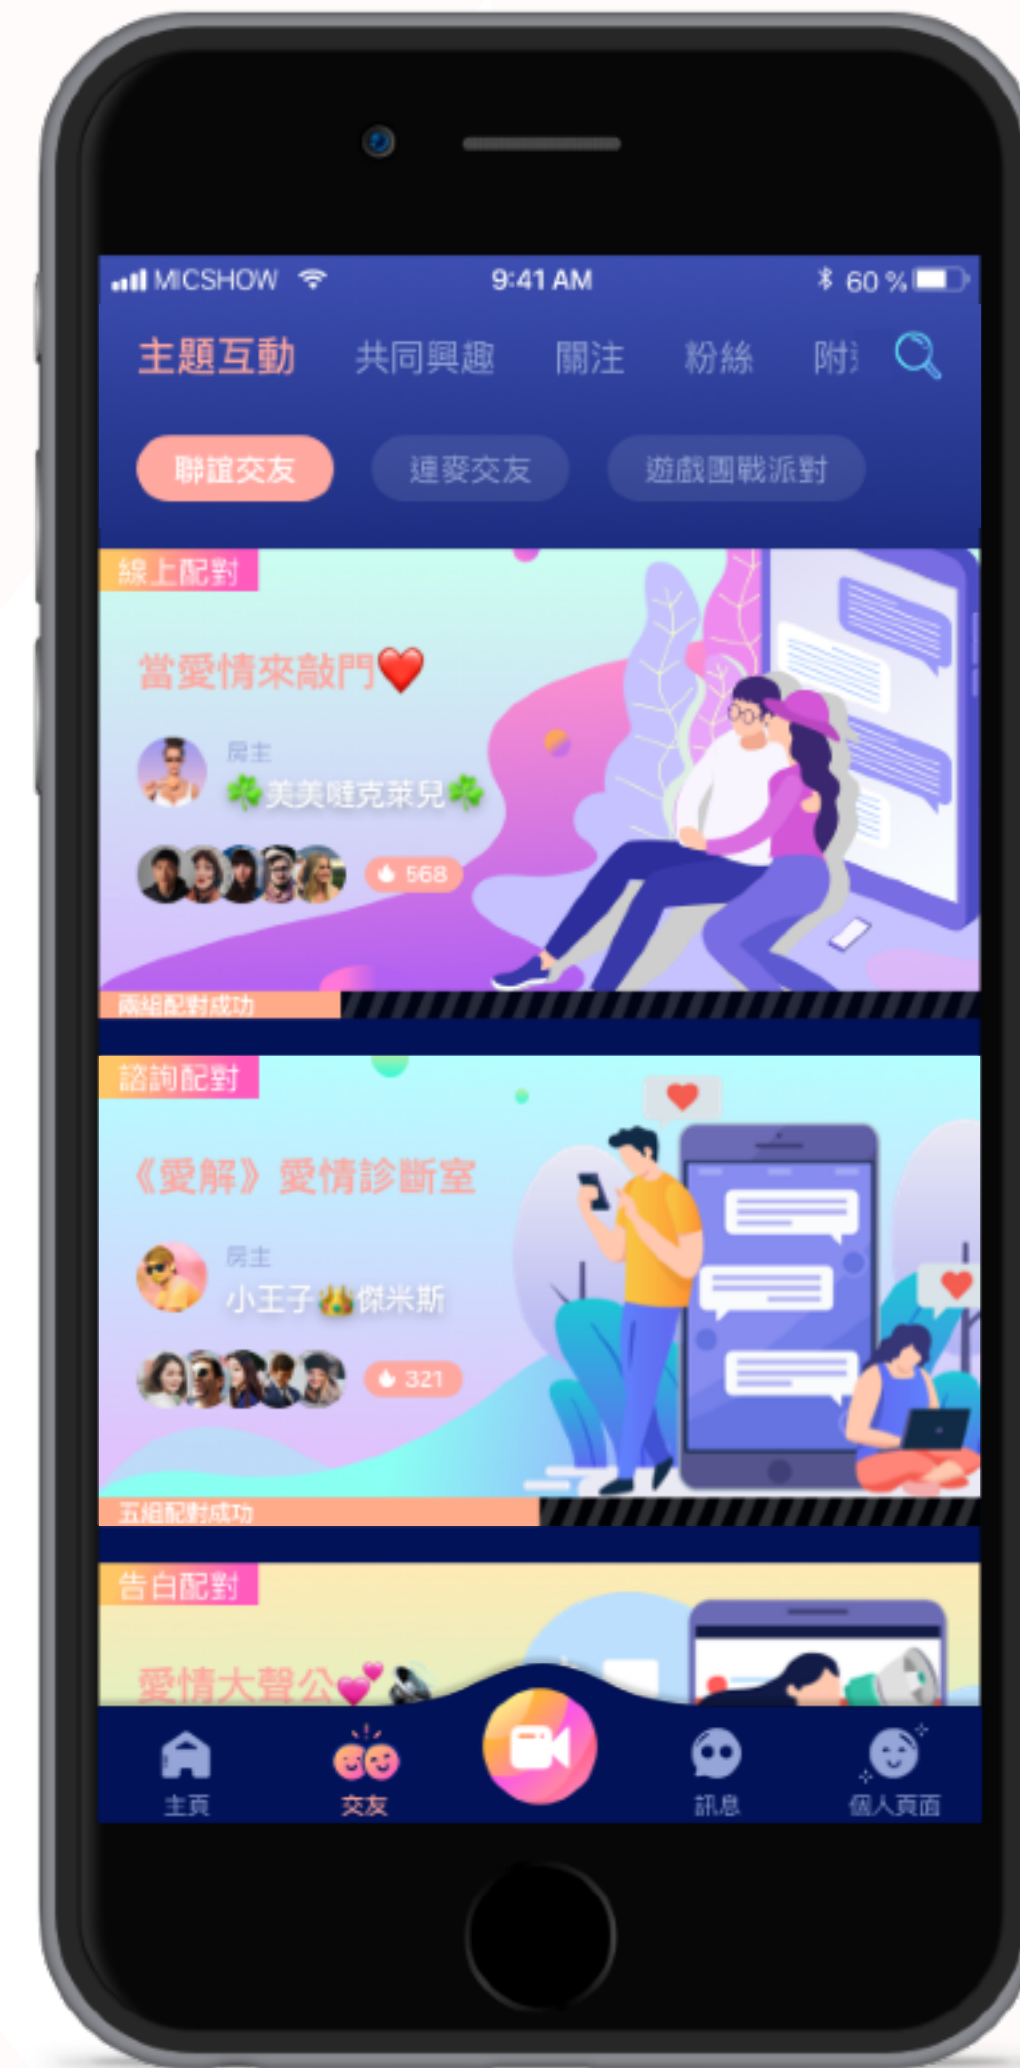 MICSHOW 9:41 AM 60 %
主題互動 共同興趣 關注 粉絲 附
聯誼交友 連麥交友 遊戲團戰派對
線上配對
當愛情來敲門❤️
房主
☘️美美噠克萊兒☘️
568
兩組配對成功
諮詢配對
《愛解》愛情診斷室
房主
小王子👑傑米斯
321
五組配對成功
告白配對
愛情大聲公💕🔊
主頁 交友 訊息 個人頁面